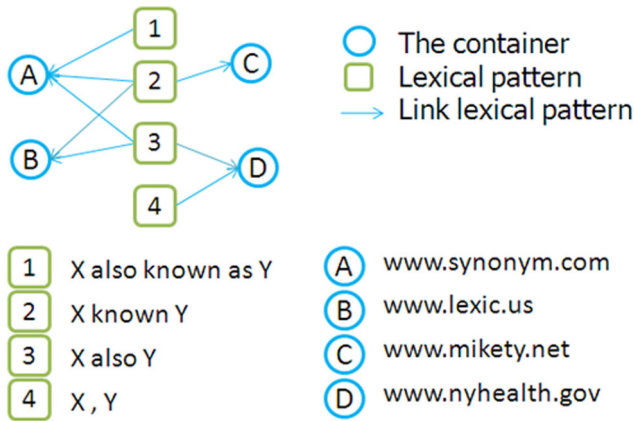 1
A
2
C
3
B
D
4
The container
Lexical pattern
Link lexical pattern
1 X also known as Y
2 X known Y
3 X also Y
4 X , Y
A www.synonym.com
B www.lexic.us
C www.mikety.net
D www.nyhealth.gov